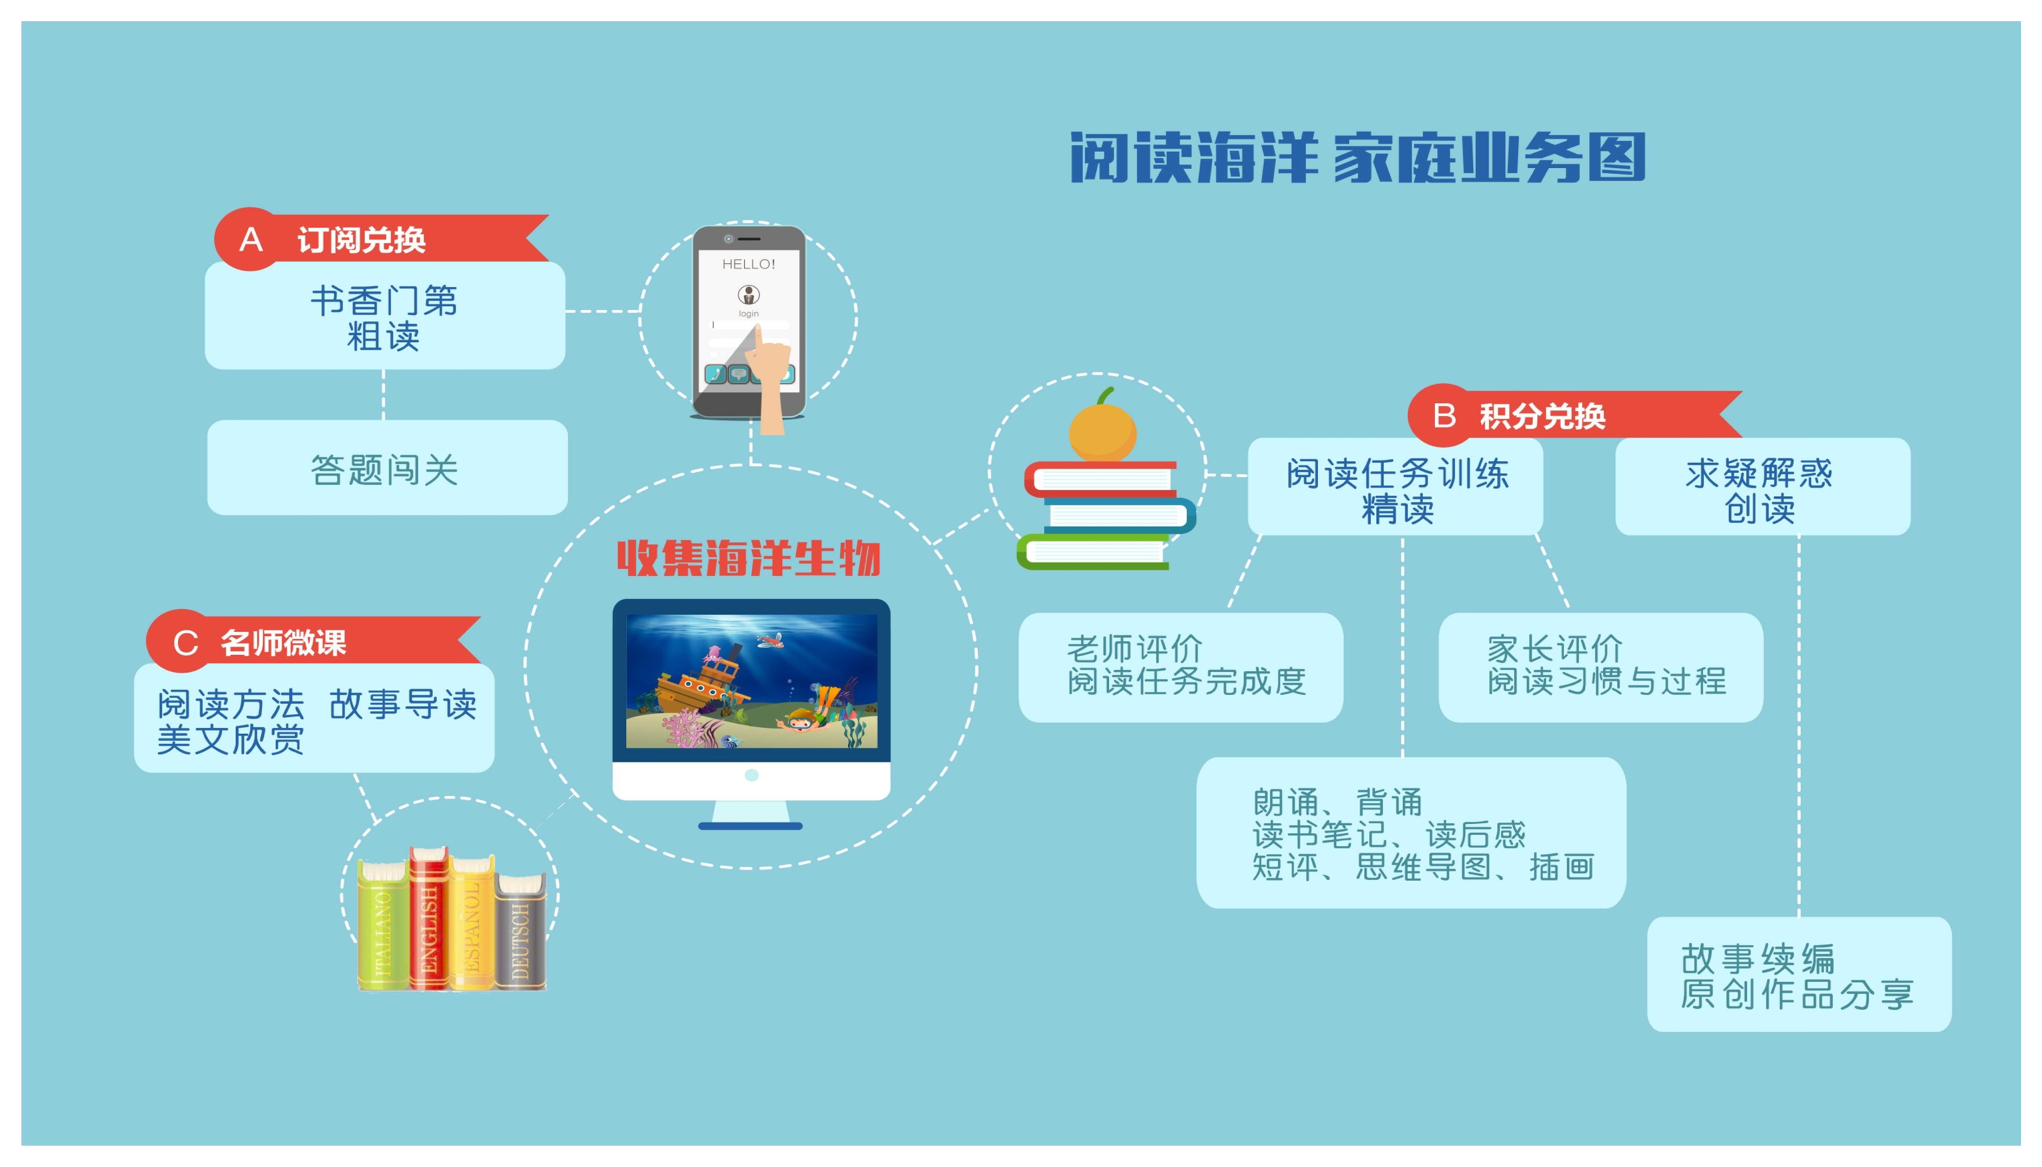 阅读海洋 家庭业务图
A 订阅兑换
书香门第
粗读
答题闯关
HELLO!
login
收集海洋生物
B 积分兑换
阅读任务训练
精读
求疑解惑
创读
老师评价
阅读任务完成度
家长评价
阅读习惯与过程
朗诵、背诵
读书笔记、读后感
短评、思维导图、插画
故事续编
原创作品分享
C 名师微课
阅读方法 故事导读
美文欣赏
ITALIANO
ENGLISH
ESPAÑOL
DEUTSCH